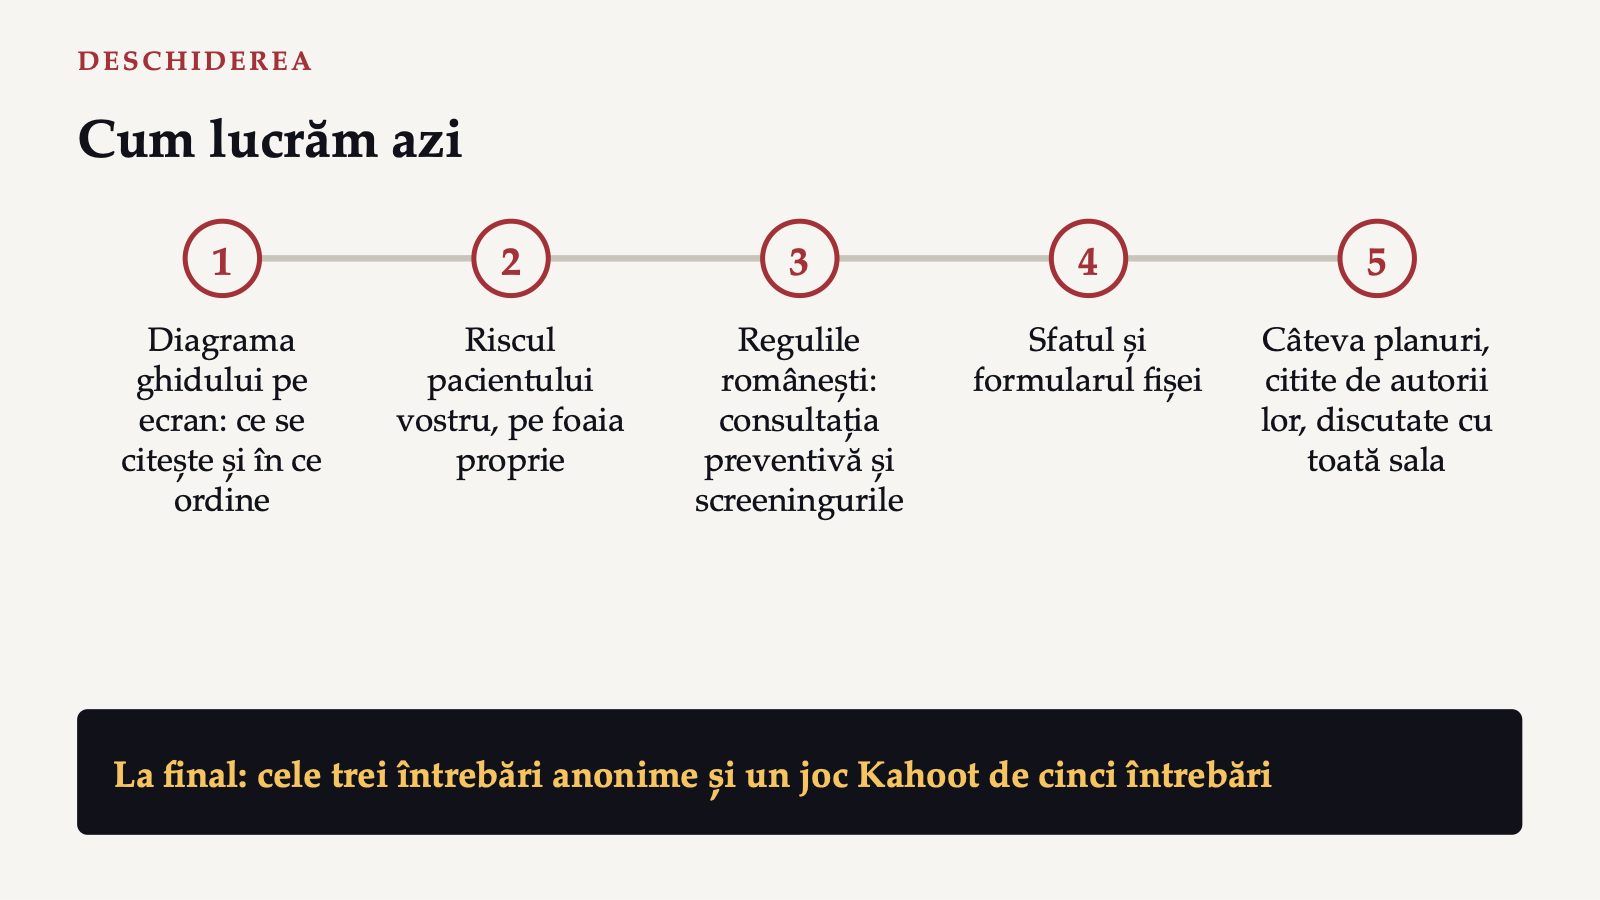 DESCHIDEREA
Cum lucrăm azi
1
Diagrama
ghidului pe
ecran: ce se
citește și în ce
ordine
2
Riscul
pacientului
vostru, pe foaia
proprie
3
Regulile
românești:
consultația
preventivă și
screeningurile
4
Sfatul și
formularul fișei
5
Câteva planuri,
citite de autorii
lor, discutate cu
toată sala
La final: cele trei întrebări anonime și un joc Kahoot de cinci întrebări